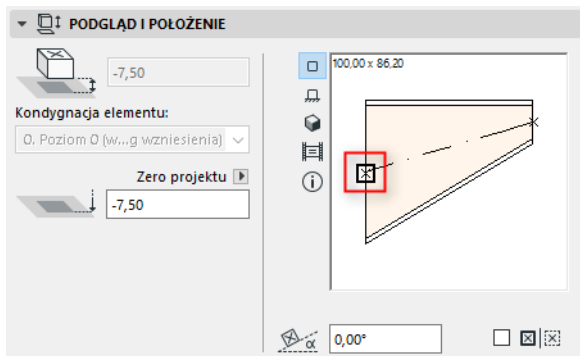 PODGLĄD I POŁOŻENIE
-7,50
Kondygnacja elementu:
0. Poziom 0 (w...g wzniesienia)
Zero projektu
-7,50
100,00 x 86,20
α
0,00°